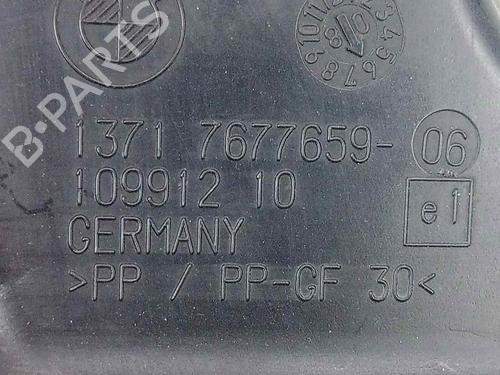 B-PARTS
1371 7677659- 06
109912 10
e1
GERMANY
>PP / PP-GF 30<